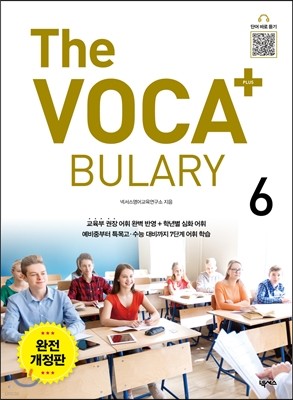 단어 바로 듣기
The
VOCA+
PLUS
BULARY
넥서스영어교육연구소 지음
6
교육부 권장 어휘 완벽 반영 + 학년별 심화 어휘
예비중부터 특목고·수능 대비까지 7단계 어휘 학습
완전
개정판
넥서스